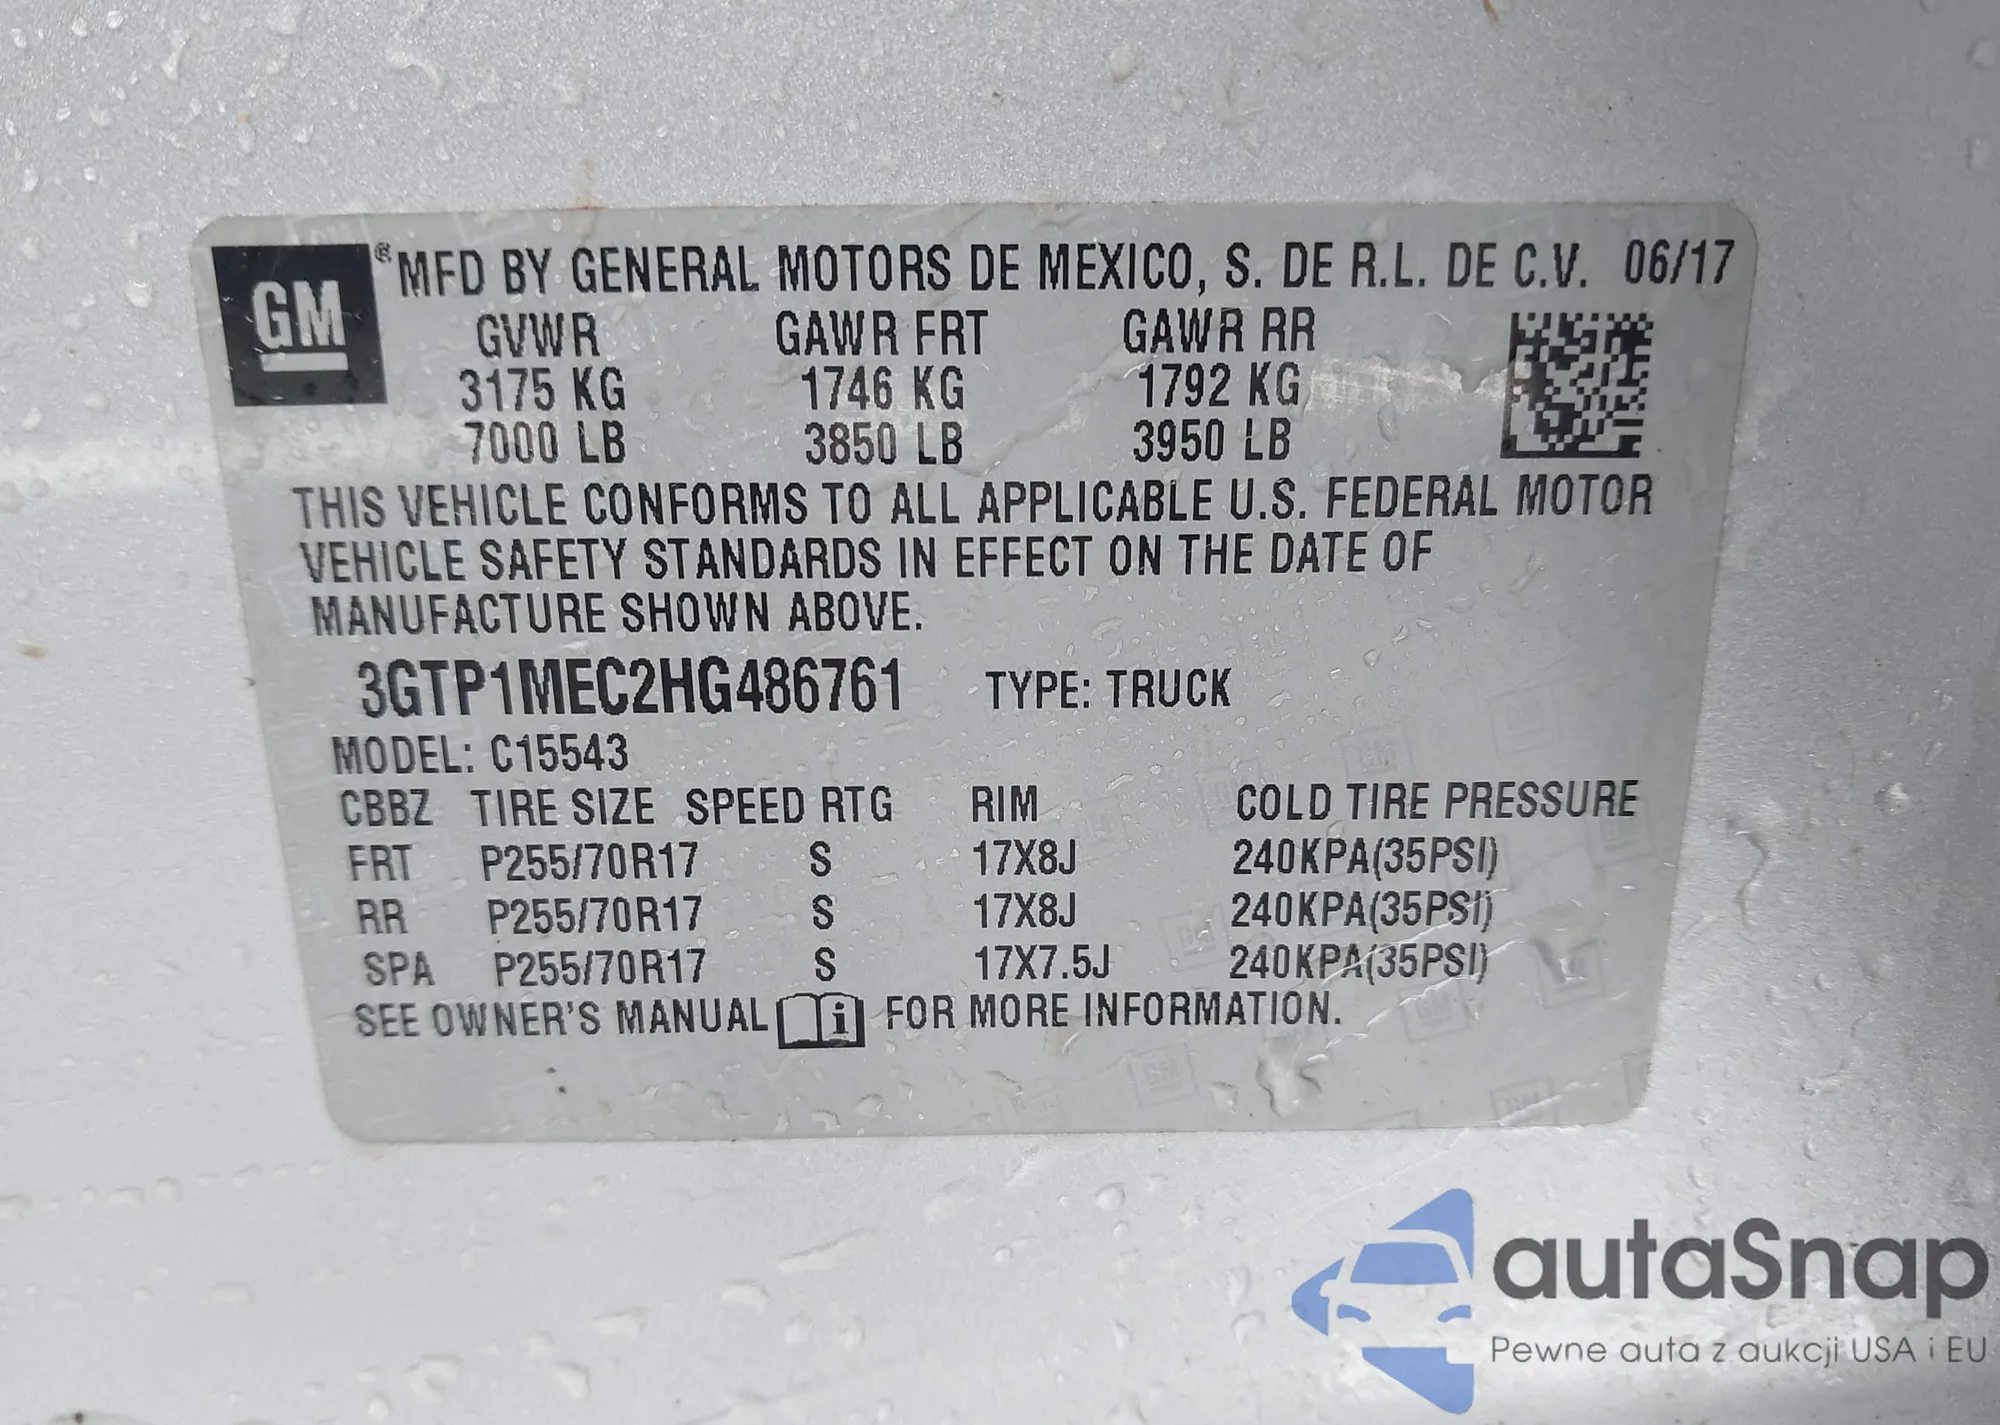 GM
® MFD BY GENERAL MOTORS DE MEXICO, S. DE R.L. DE C.V. 06/17
GVWR GAWR FRT GAWR RR
3175 KG 1746 KG 1792 KG
7000 LB 3850 LB 3950 LB
THIS VEHICLE CONFORMS TO ALL APPLICABLE U.S. FEDERAL MOTOR
VEHICLE SAFETY STANDARDS IN EFFECT ON THE DATE OF
MANUFACTURE SHOWN ABOVE.
3GTP1MEC2HG486761 TYPE: TRUCK
MODEL: C15543
CBBZ TIRE SIZE SPEED RTG RIM COLD TIRE PRESSURE
FRT P255/70R17 S 17X8J 240KPA(35PSI)
RR P255/70R17 S 17X8J 240KPA(35PSI)
SPA P255/70R17 S 17X7.5J 240KPA(35PSI)
SEE OWNER'S MANUAL i FOR MORE INFORMATION.
autaSnap
Pewne auta z aukcji USA i EU